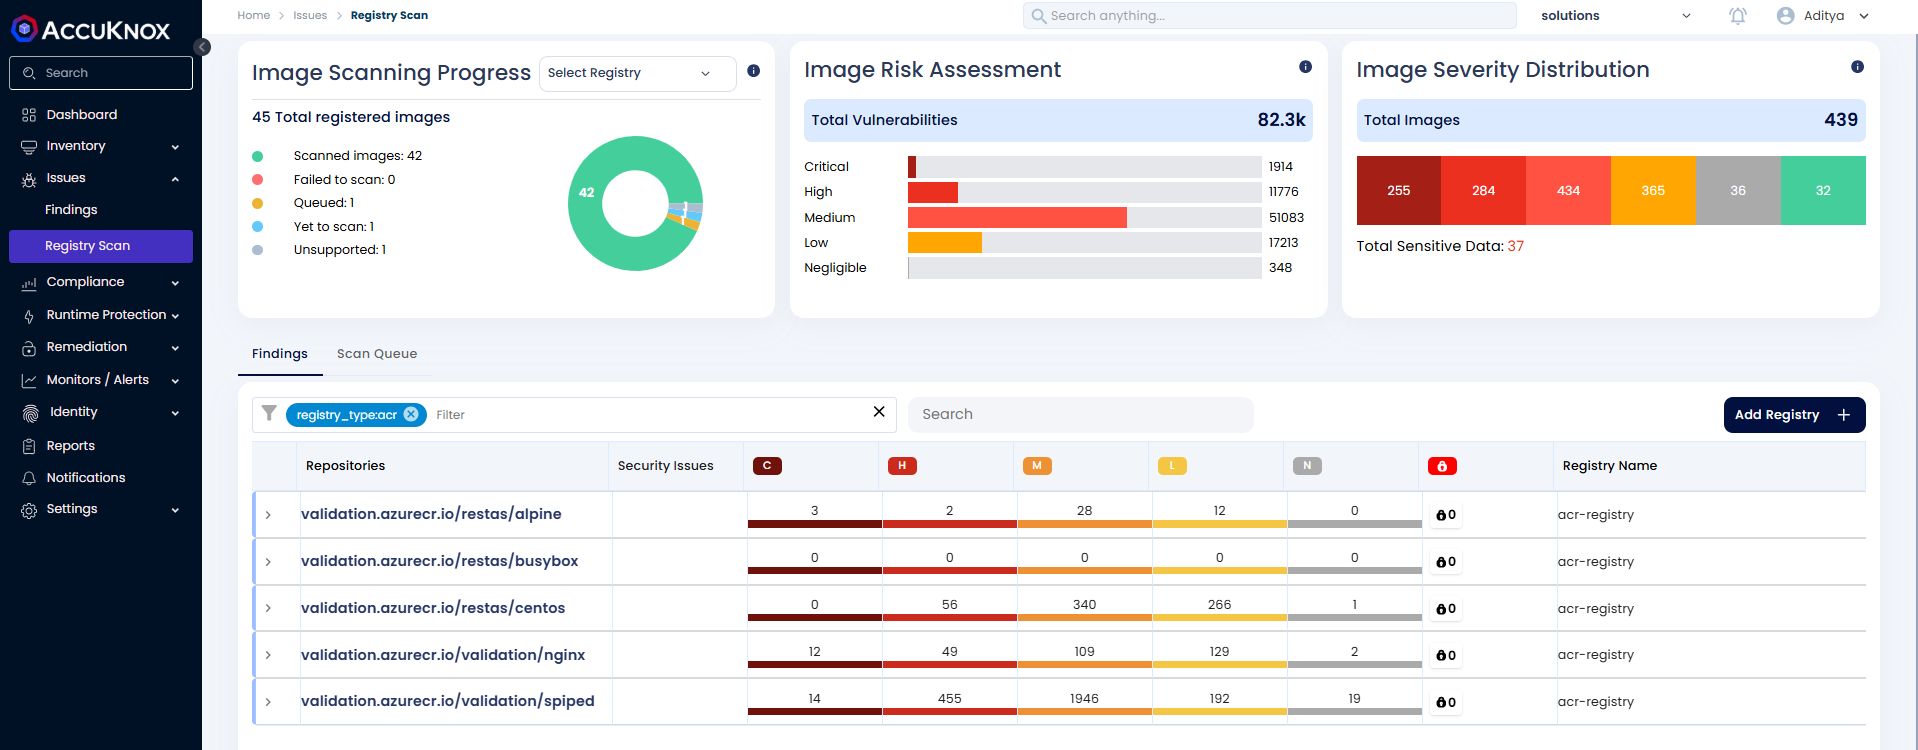 ACCUKNOX
Search
Dashboard
Inventory
Issues
Findings
Registry Scan
Compliance
Runtime Protection
Remediation
Monitors / Alerts
Identity
Reports
Notifications
Settings
Home > Issues > Registry Scan
Search anything...
solutions
Aditya
Image Scanning Progress
Select Registry
45 Total registered images
Scanned images: 42
Failed to scan: 0
Queued: 1
Yet to scan: 1
Unsupported: 1
42
Image Risk Assessment
Total Vulnerabilities 82.3k
Critical 1914
High 11776
Medium 51083
Low 17213
Negligible 348
Image Severity Distribution
Total Images 439
255 284 434 365 36 32
Total Sensitive Data: 37
Findings Scan Queue
registry_type:acr Filter
Search
Add Registry +
Repositories Security Issues C H M L N Registry Name
validation.azurecr.io/restas/alpine 3 2 28 12 0 0 acr-registry
validation.azurecr.io/restas/busybox 0 0 0 0 0 0 acr-registry
validation.azurecr.io/restas/centos 0 56 340 266 1 0 acr-registry
validation.azurecr.io/validation/nginx 12 49 109 129 2 0 acr-registry
validation.azurecr.io/validation/spiped 14 455 1946 192 19 0 acr-registry